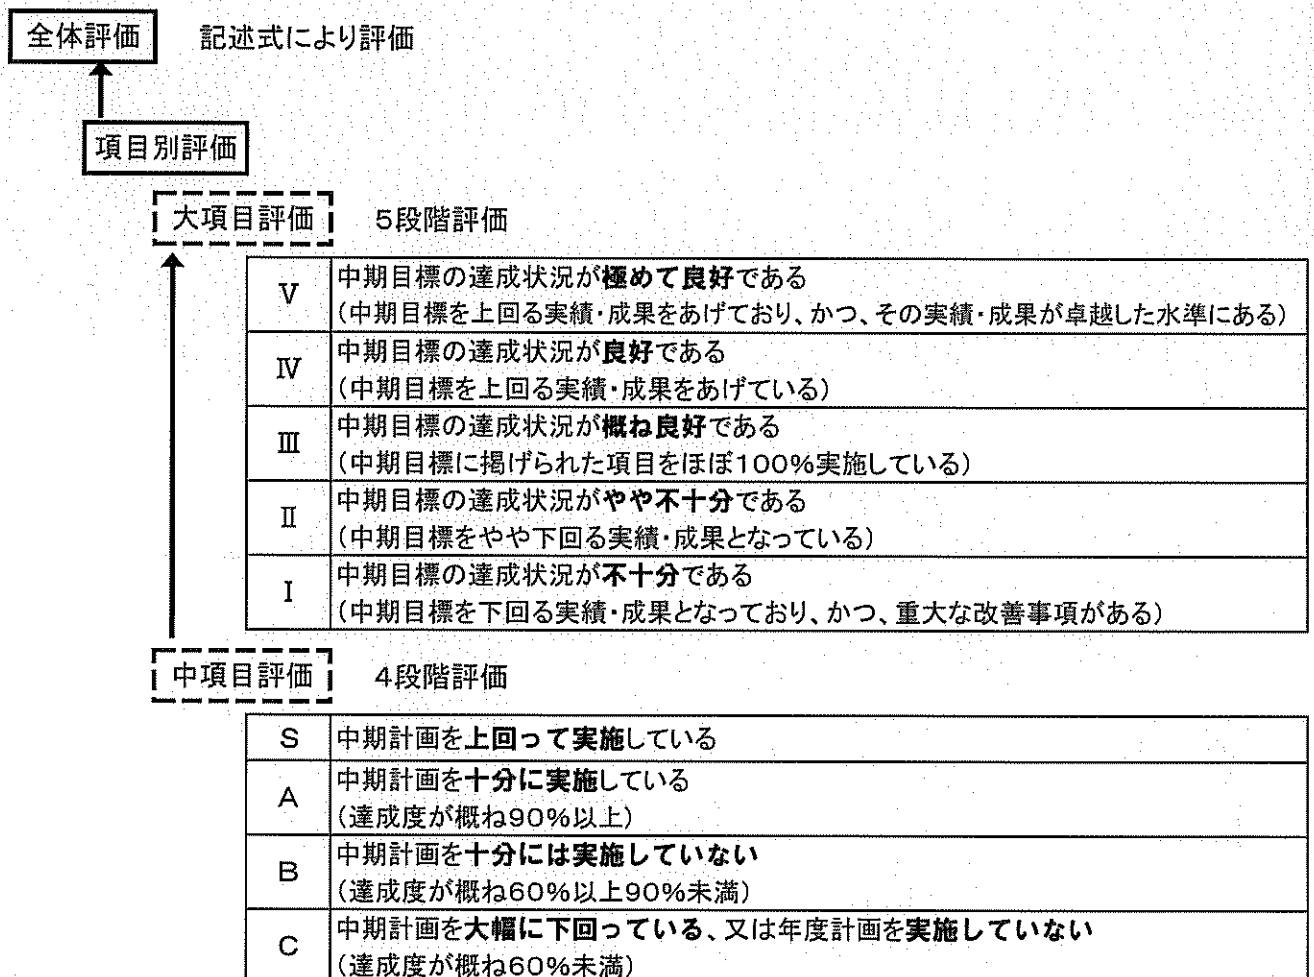 全体評価 記述式により評価
項目別評価
大項目評価 5段階評価
Ⅴ 中期目標の達成状況が極めて良好である
(中期目標を上回る実績・成果をあげており、かつ、その実績・成果が卓越した水準にある)
Ⅳ 中期目標の達成状況が良好である
(中期目標を上回る実績・成果をあげている)
Ⅲ 中期目標の達成状況が概ね良好である
(中期目標に掲げられた項目をほぼ100%実施している)
Ⅱ 中期目標の達成状況がやや不十分である
(中期目標をやや下回る実績・成果となっている)
Ⅰ 中期目標の達成状況が不十分である
(中期目標を下回る実績・成果となっており、かつ、重大な改善事項がある)
中項目評価 4段階評価
S 中期計画を上回って実施している
A 中期計画を十分に実施している
(達成度が概ね90%以上)
B 中期計画を十分には実施していない
(達成度が概ね60%以上90%未満)
C 中期計画を大幅に下回っている、又は年度計画を実施していない
(達成度が概ね60%未満)